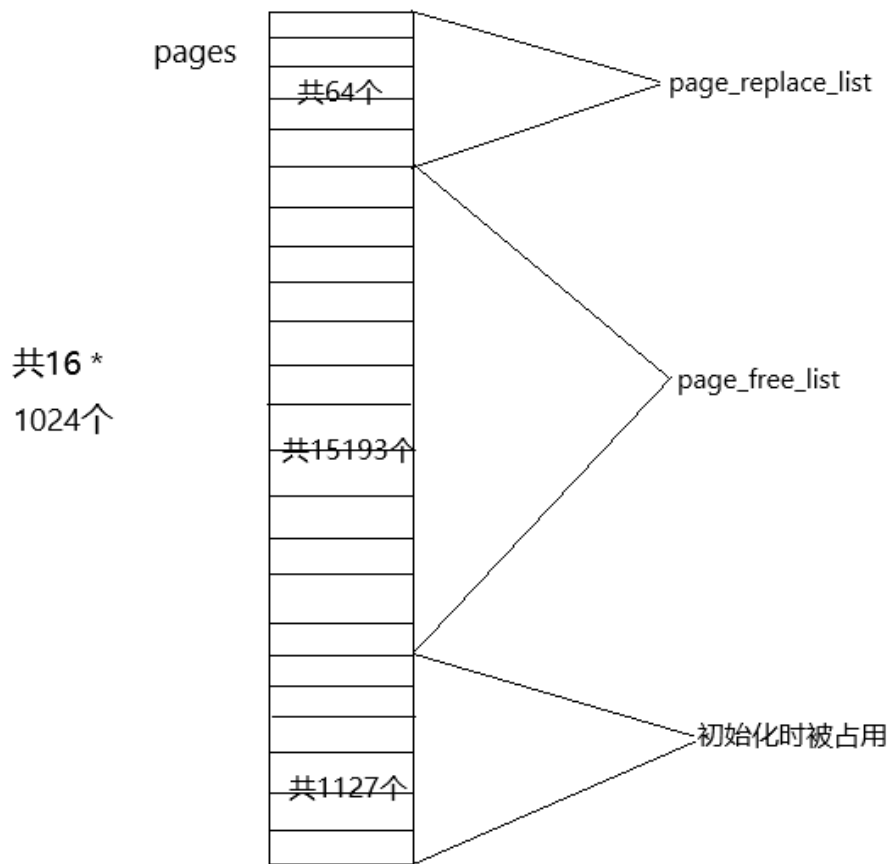 pages
共64个
page_replace_list
共16 *
1024个
page_free_list
共15193个
初始化时被占用
共1127个